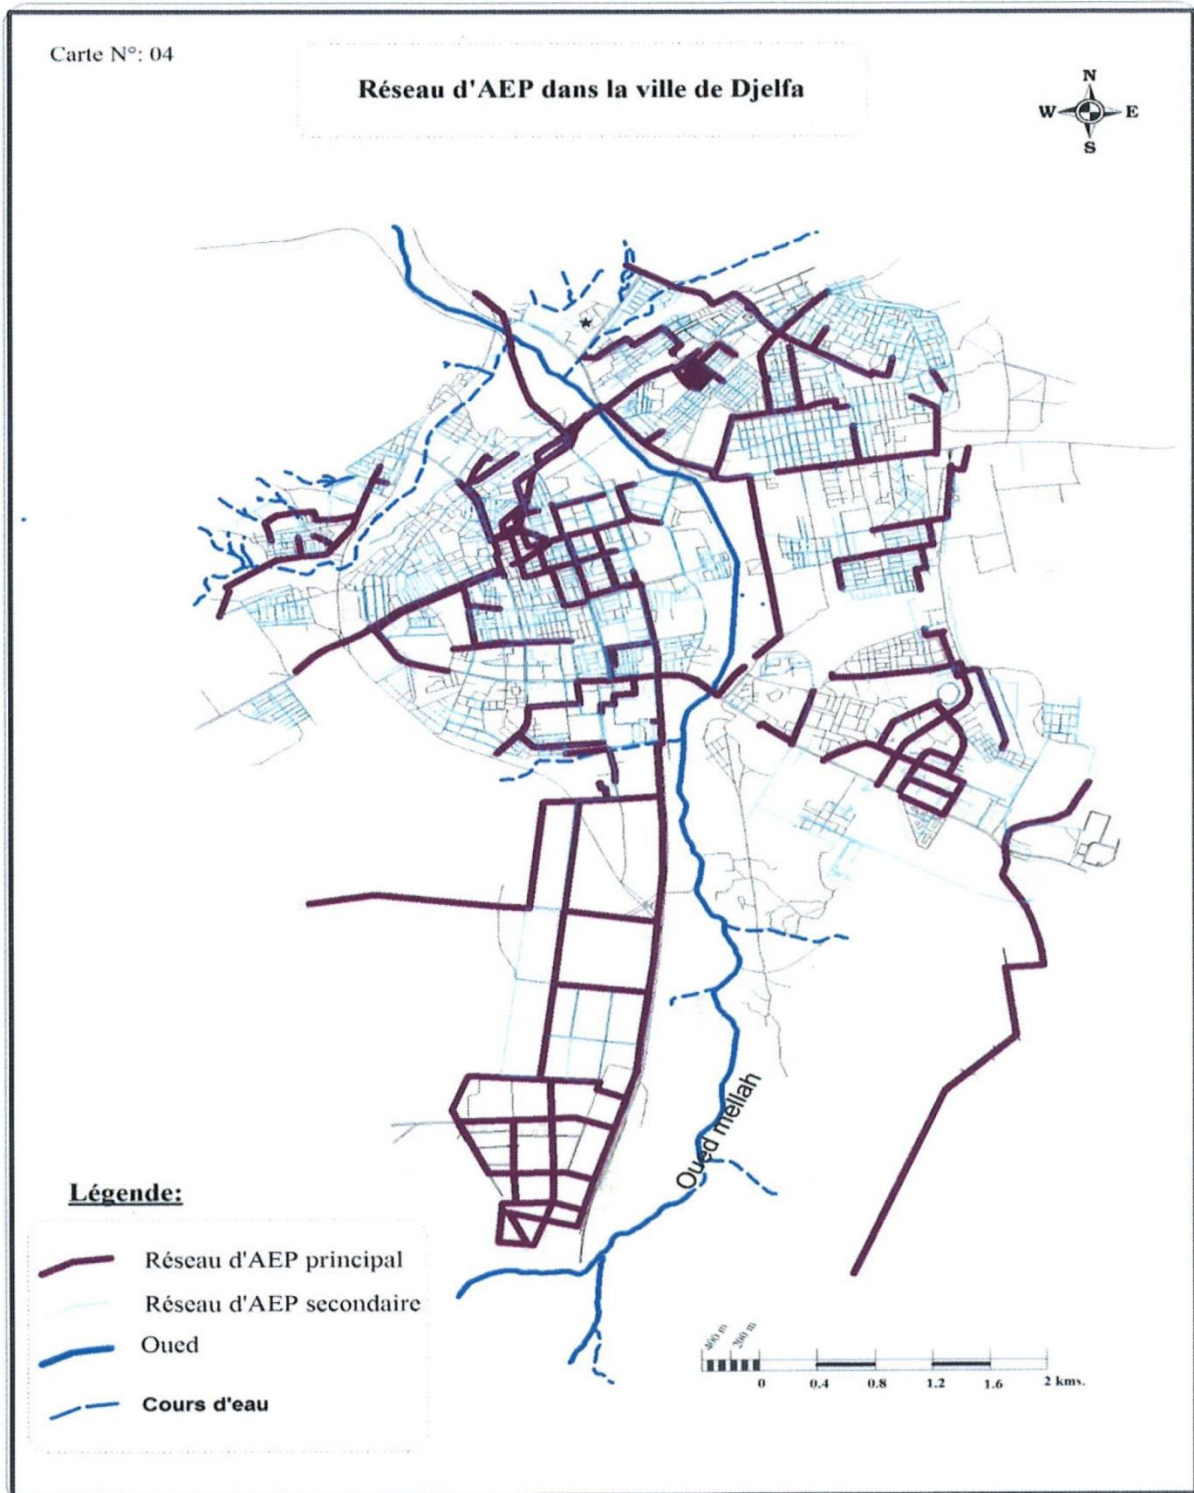 Carte N°: 04
Réseau d'AEP dans la ville de Djelfa
N
W E
S
Oued mellah
Légende:
Réseau d'AEP principal
Réseau d'AEP secondaire
Oued
Cours d'eau
400 m 200 m
0 0.4 0.8 1.2 1.6 2 kms.